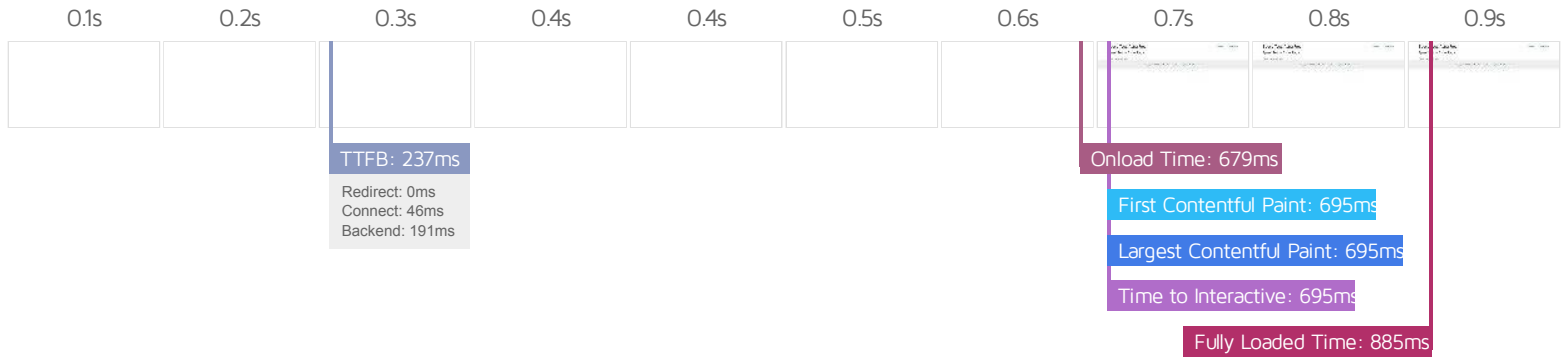 0.1s 0.2s 0.3s 0.4s 0.4s 0.5s 0.6s 0.7s 0.8s 0.9s
TTFB: 237ms
Redirect: 0ms
Connect: 46ms
Backend: 191ms
Onload Time: 679ms
First Contentful Paint: 695ms
Largest Contentful Paint: 695ms
Time to Interactive: 695ms
Fully Loaded Time: 885ms